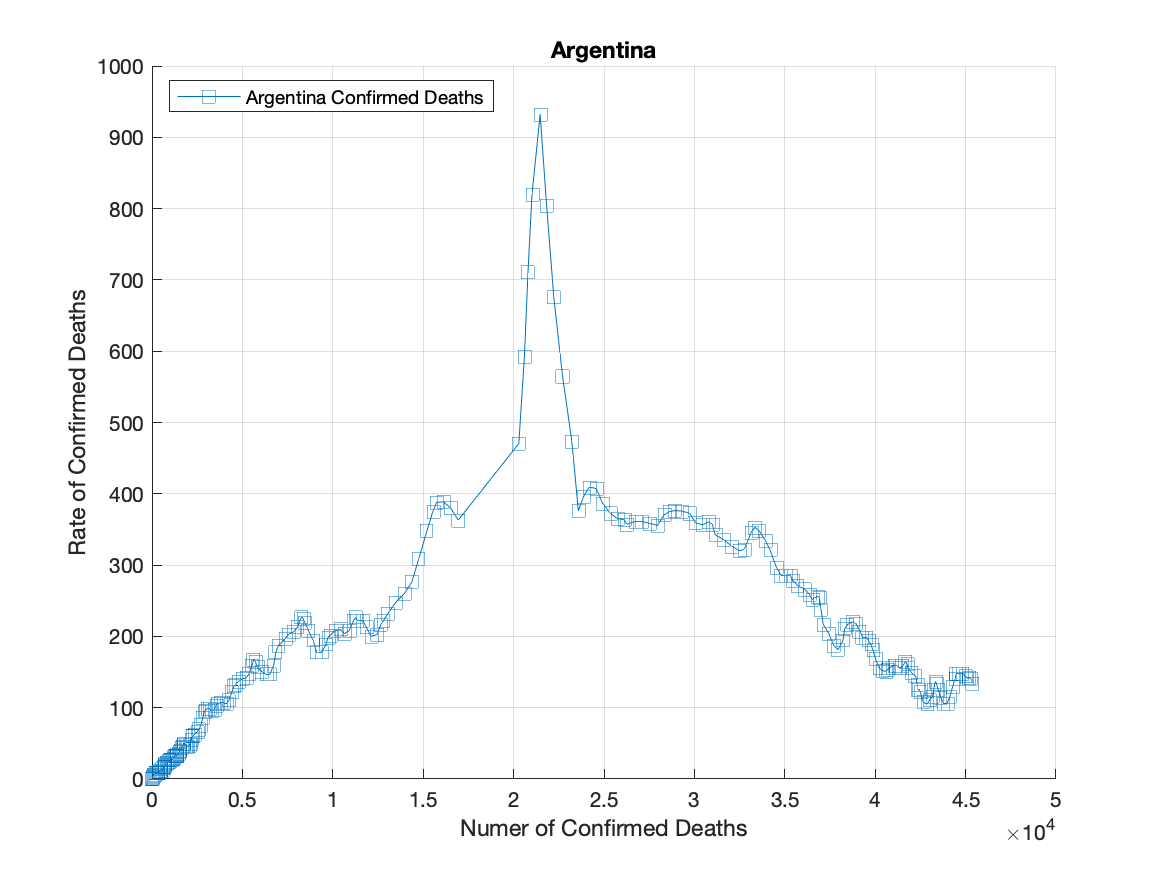 Argentina
Argentina Confirmed Deaths
1000
900
800
700
600
500
400
300
200
100
0
Rate of Confirmed Deaths
0 0.5 1 1.5 2 2.5 3 3.5 4 4.5 5
Numer of Confirmed Deaths
×10^4